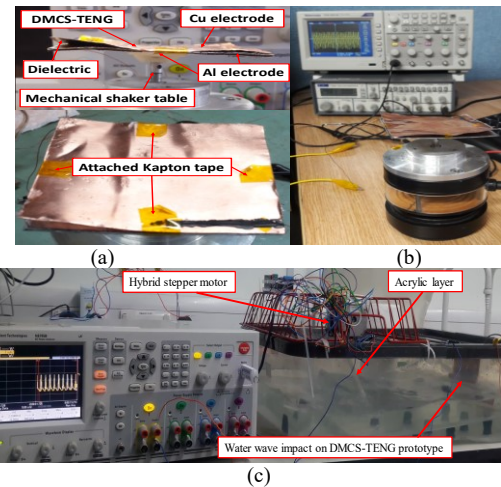 DMCS-TENG
Cu electrode
Dielectric
Al electrode
Mechanical shaker table
Attached Kapton tape
(a)
(b)
Hybrid stepper motor
Acrylic layer
Water wave impact on DMCS-TENG prototype
(c)